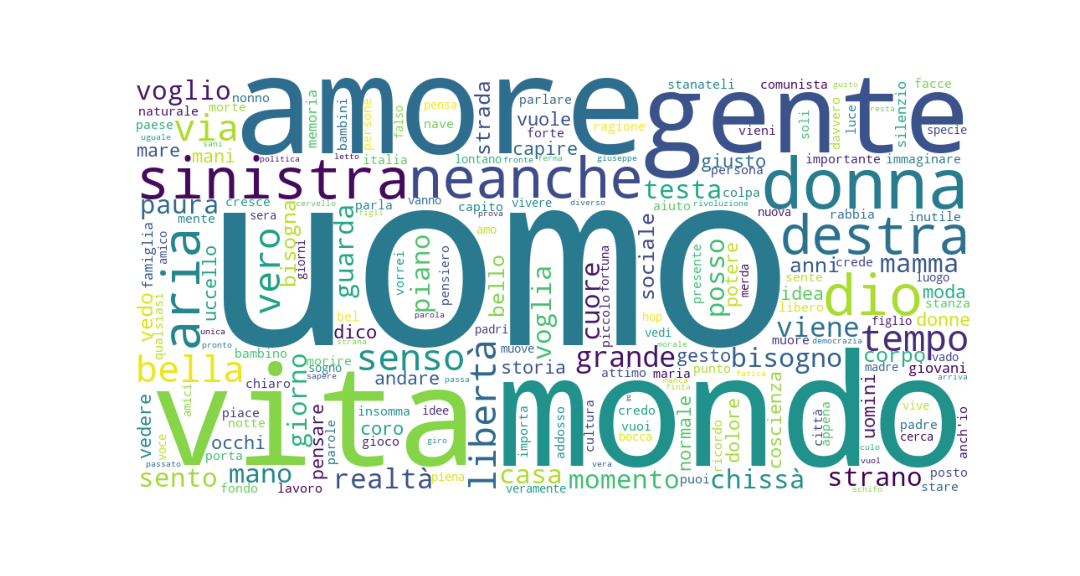 amore
gente
voglio
nonno
naturale
morte
paese
via
uguale
sani
mare
mani
memoria
bambini
persone
falso
pensa
nave
strada
parlare
vuole
forte
capire
ragione
stanateli
comunista
gusto
facce
vieni
soli
davvero
luce
resta
silenzio
specie
politica
letto
italia
lontano
fronte
ferma
giuseppe
giusto
persona
importante
immaginare
sinistra
neanche
testa
colpa
donna
paura
cresce
cervello
parla
vanno
capito
vivere
diverso
aiuto
rivoluzione
nuova
rabbia
inutile
mente
sera
figli
prova
amo
destra
uomo
famiglia
amico
aria
uccello
vero
bisogna
giorni
guarda
vorrei
piano
pensiero
bello
voglia
cuore
piccolo
fortuna
sociale
presente
posso
potere
merda
anni
crede
mamma
luogo
sente
idea
libero
dio
moda
stanza
vedo
qualsiasi
unica
bel
parola
padri
hop
viene
figlio
donne
pronto
strana
dico
muove
vedi
morale
muore
democrazia
tempo
bella
bambino
morire
sogno
sapere
senso
storia
grande
gesto
bisogno
corpo
vado
chiaro
andare
passa
attimo
maria
punto
fatica
madre
giovani
arriva
vita
libertà
mondo
giorno
amici
piace
notte
insomma
idee
coro
gioco
giro
importa
addosso
cultura
credo
vuoi
bocca
manca
finta
normale
ricordo
dolore
coscienza
città
appena
uomini
vive
padre
cerca
anch'io
vedere
voce
occhi
porta
pensare
parole
vera
culo
vuol
passato
sento
fondo
mano
lavoro
realtà
piena
casa
veramente
momento
puoi
chissà
strano
schifo
posto
stare